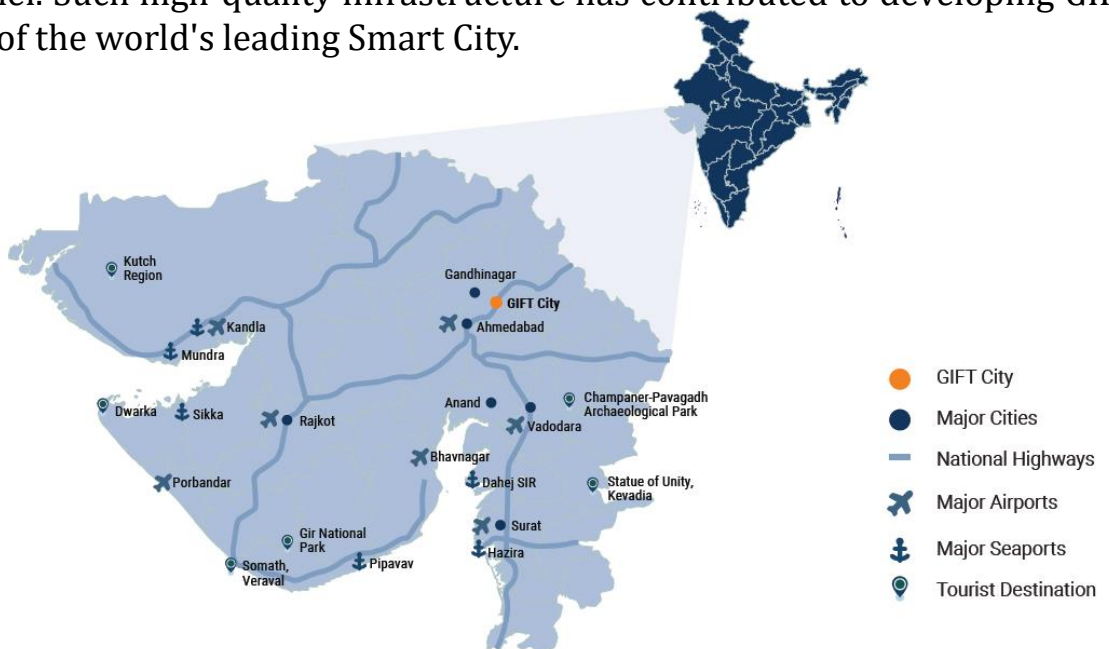 of the world's leading Smart City.
Kutch
Region
Gandhinagar
GIFT City
Kandla
Ahmedabad
Mundra
Dwarka
Sikka
Rajkot
Anand
Champaner-Pavagadh
Archaeological Park
Vadodara
Bhavnagar
Porbandar
Dahej SIR
Statue of Unity,
Kevadia
Surat
Gir National
Park
Hazira
Somath,
Veraval
Pipavav
GIFT City
Major Cities
National Highways
Major Airports
Major Seaports
Tourist Destination